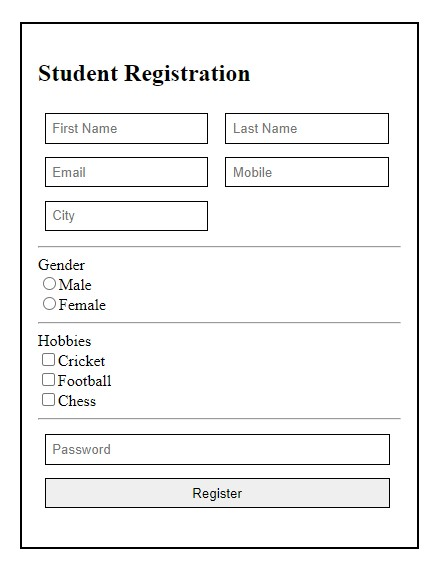 Student Registration
First Name Last Name
Email Mobile
City
Gender
Male
Female
Hobbies
Cricket
Football
Chess
Password
Register